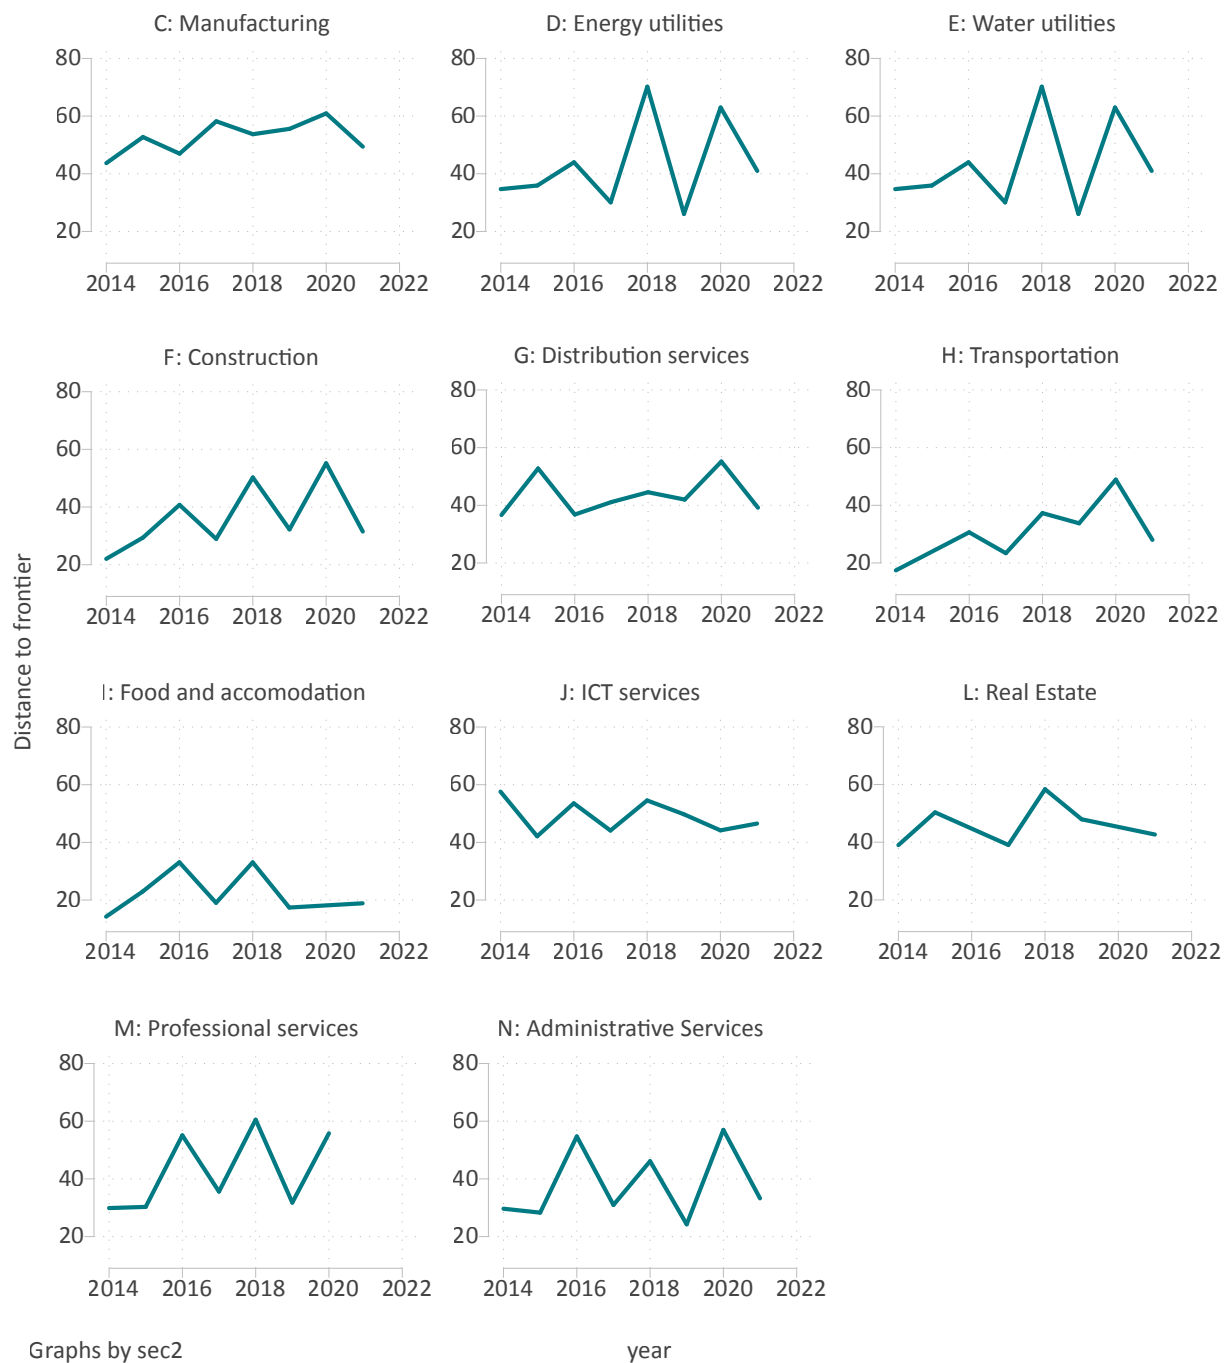 C: Manufacturing
D: Energy utilities
E: Water utilities
80
60
40
20
2014 2016 2018 2020 2022
80
60
40
20
2014 2016 2018 2020 2022
80
60
40
20
2014 2016 2018 2020 2022
F: Construction
G: Distribution services
H: Transportation
80
60
40
20
2014 2016 2018 2020 2022
80
60
40
20
2014 2016 2018 2020 2022
80
60
40
20
2014 2016 2018 2020 2022
Distance to frontier
I: Food and accomodation
J: ICT services
L: Real Estate
80
60
40
20
2014 2016 2018 2020 2022
80
60
40
20
2014 2016 2018 2020 2022
80
60
40
20
2014 2016 2018 2020 2022
M: Professional services
N: Administrative Services
80
60
40
20
2014 2016 2018 2020 2022
80
60
40
20
2014 2016 2018 2020 2022
Graphs by sec2
year